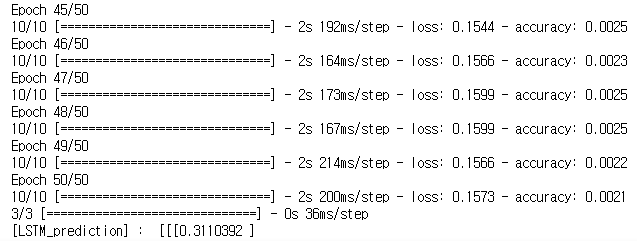 Epoch 45/50
10/10 [==============================] - 2s 192ms/step - loss: 0.1544 - accuracy: 0.0025
Epoch 46/50
10/10 [==============================] - 2s 164ms/step - loss: 0.1566 - accuracy: 0.0023
Epoch 47/50
10/10 [==============================] - 2s 173ms/step - loss: 0.1599 - accuracy: 0.0025
Epoch 48/50
10/10 [==============================] - 2s 167ms/step - loss: 0.1599 - accuracy: 0.0025
Epoch 49/50
10/10 [==============================] - 2s 214ms/step - loss: 0.1566 - accuracy: 0.0022
Epoch 50/50
10/10 [==============================] - 2s 200ms/step - loss: 0.1573 - accuracy: 0.0021
3/3 [==============================] - 0s 36ms/step
[LSTM_prediction] :  [[[0.3110392 ]